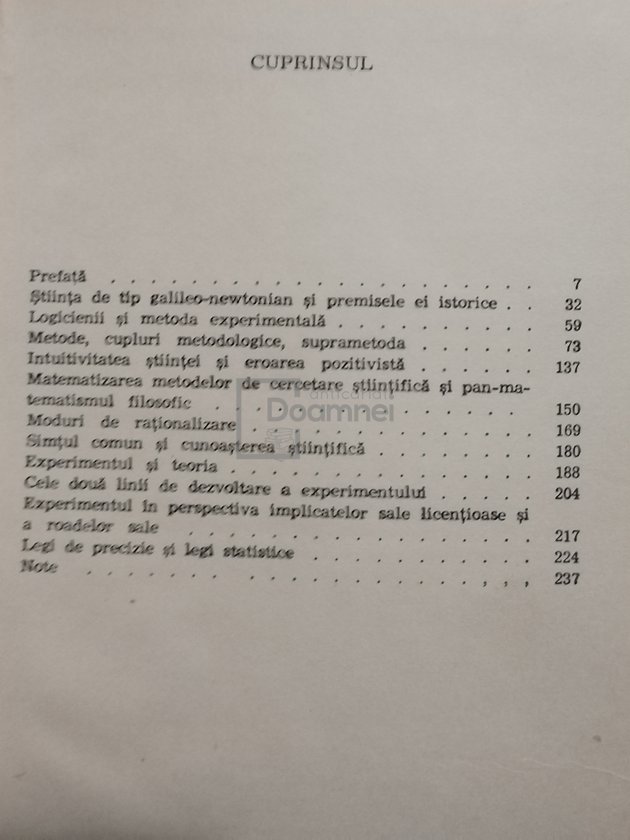 CUPRINSUL
Prefață . . . . . . . . . . . . . . . . . . . . 7
Știința de tip galileo-newtonian și premisele ei istorice . . 32
Logicienii și metoda experimentală . . . . . . . . . 59
Metode, cupluri metodologice, suprametoda . . . . . . 73
Intuitivitatea științei și eroarea pozitivistă . . . . . . 137
Matematizarea metodelor de cercetare științifică și pan-ma-
tematismul filosofic . . . . . . . . . . . . . . . 150
anticariat
Doamnei
Moduri de raționalizare . . . . . . . . . . . . . . 169
Simțul comun și cunoașterea științifică . . . . . . . . 180
Experimentul și teoria . . . . . . . . . . . . . . . 188
Cele două linii de dezvoltare a experimentului . . . . . 204
Experimentul în perspectiva implicatelor sale licențioase și
a roadelor sale . . . . . . . . . . . . . . . . . 217
Legi de precizie și legi statistice . . . . . . . . . . . 224
Note . . . . . . . . . . . . . . . . . . , , , 237